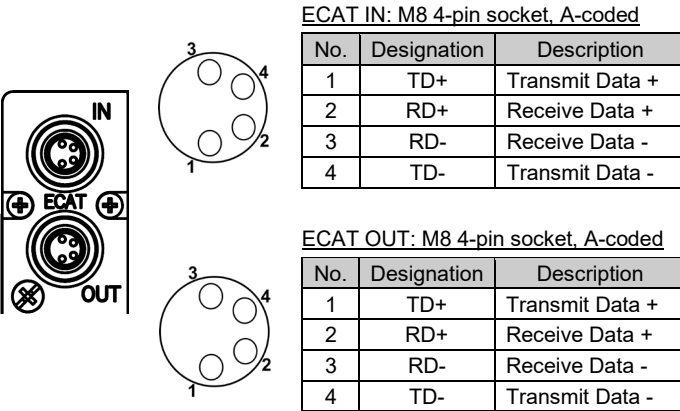 IN
ECAT
OUT
3
4
2
1
ECAT IN: M8 4-pin socket, A-coded
No. Designation Description
1 TD+ Transmit Data +
2 RD+ Receive Data +
3 RD- Receive Data -
4 TD- Transmit Data -
3
4
2
1
ECAT OUT: M8 4-pin socket, A-coded
No. Designation Description
1 TD+ Transmit Data +
2 RD+ Receive Data +
3 RD- Receive Data -
4 TD- Transmit Data -